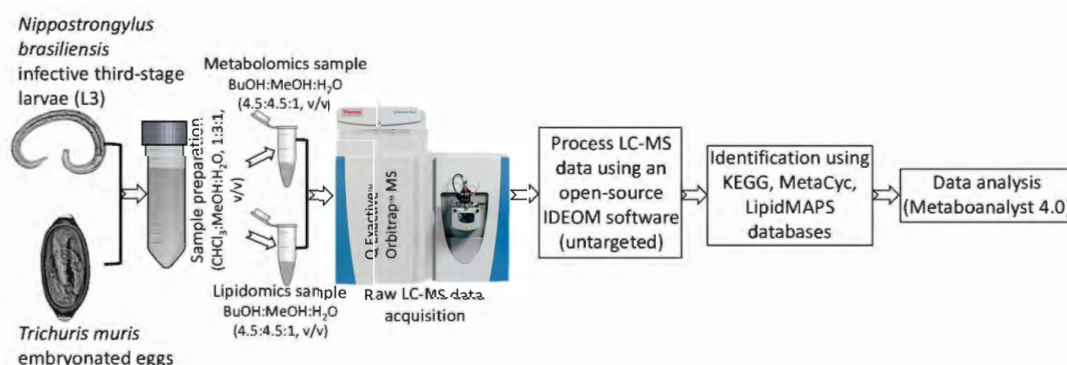 Nippostrongylus
brasiliensis
infective third-stage
larvae (L3)
Trichuris muris
embryonated eggs
Sample preparation
(CHCl₃:MeOH:H₂O, 1:3:1,
v/v)
Metabolomics sample
BuOH:MeOH:H₂O
(4.5:4.5:1, v/v)
Lipidomics sample
BuOH:MeOH:H₂O
(4.5:4.5:1, v/v)
Q Exactive™
Orbitrap™ MS
Raw LC-MS data
acquisition
Process LC-MS
data using an
open-source
IDEOM software
(untargeted)
Identification using
KEGG, MetaCyc,
LipidMAPS
databases
Data analysis
(Metaboanalyst 4.0)